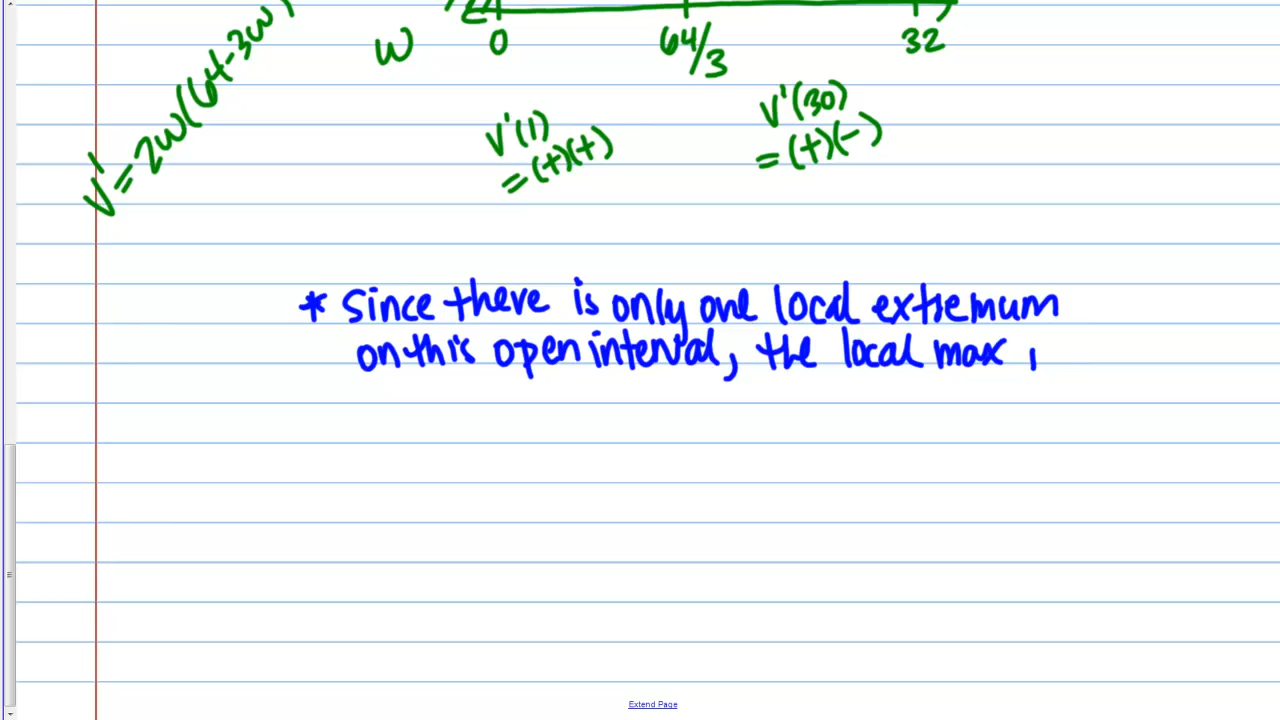 V' = 2w(64-3w)
w 0 64/3 32
V'(1)
= (+)(+)
V'(30)
= (+)(-)
* Since there is only one local extremum
on this open interval, the local max
Extend Page